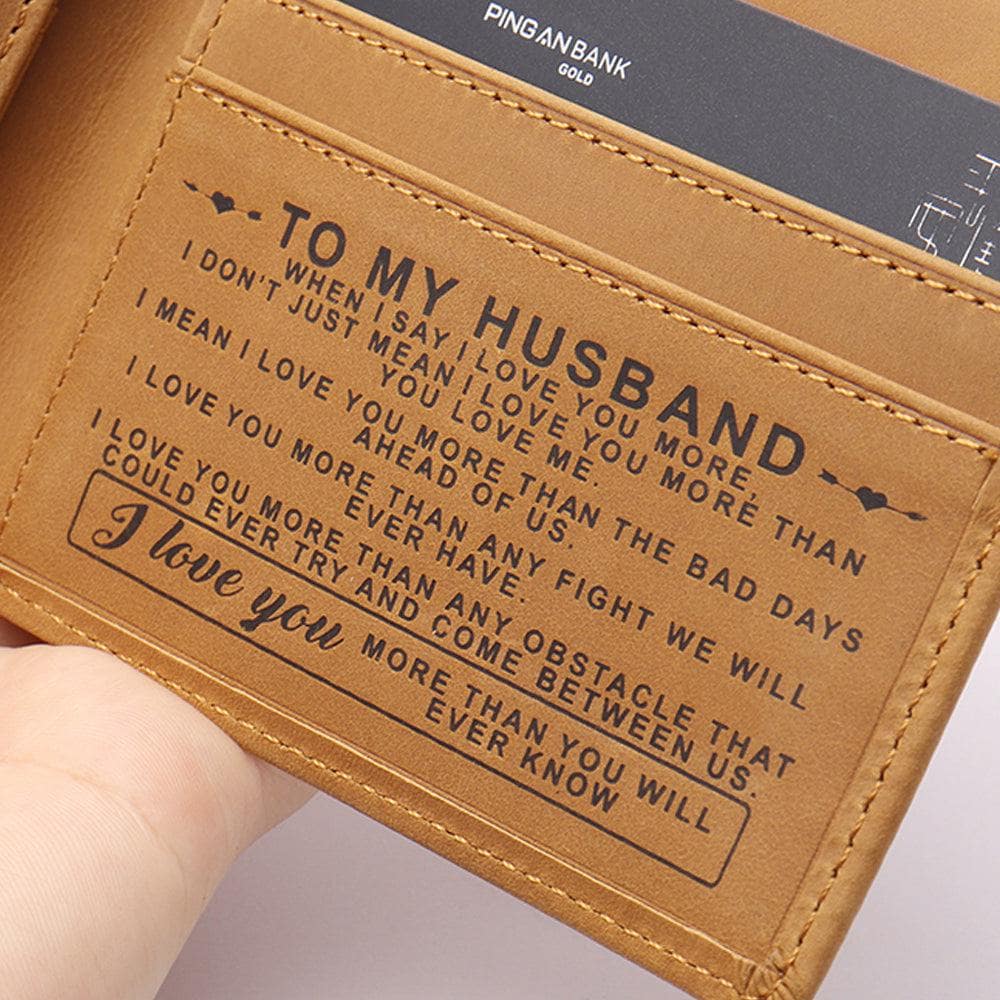 PINGAN BANK
GOLD
TO MY HUSBAND
WHEN I SAY I LOVE YOU MORE,
I DON'T JUST MEAN I LOVE YOU MORE THAN
YOU LOVE ME.
I MEAN I LOVE YOU MORE THAN THE BAD DAYS
AHEAD OF US.
I LOVE YOU MORE THAN ANY FIGHT WE WILL
EVER HAVE.
I LOVE YOU MORE THAN ANY OBSTACLE THAT
COULD EVER TRY AND COME BETWEEN US.
I love you MORE THAN YOU WILL
EVER KNOW